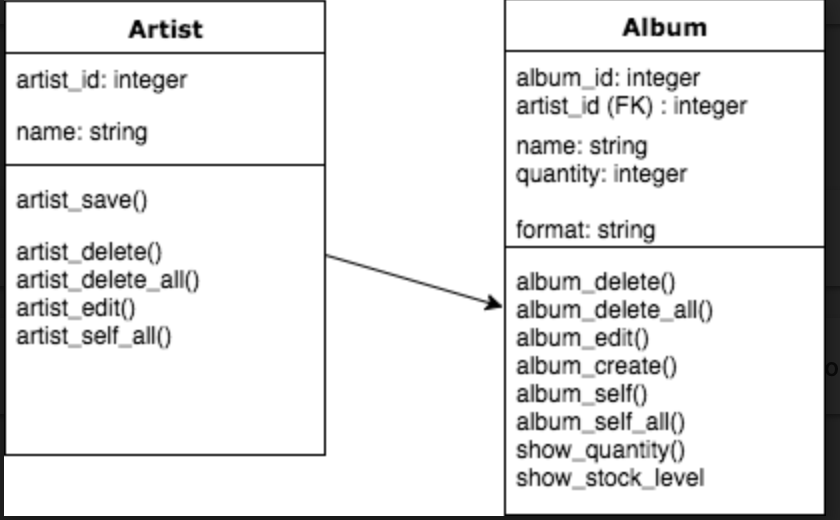 Artist
artist_id: integer
name: string
artist_save()
artist_delete()
artist_delete_all()
artist_edit()
artist_self_all()
Album
album_id: integer
artist_id (FK) : integer
name: string
quantity: integer
format: string
album_delete()
album_delete_all()
album_edit()
album_create()
album_self()
album_self_all()
show_quantity()
show_stock_level